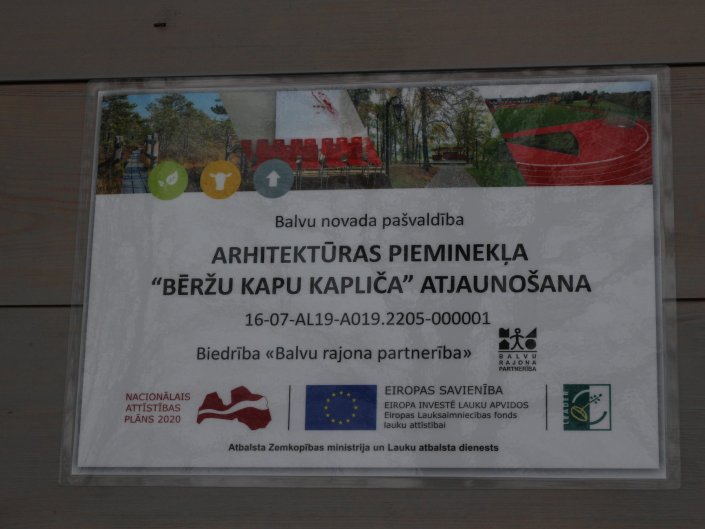 Balvu novada pašvaldība
ARHITEKTŪRAS PIEMINEKĻA
“BĒRŽU KAPU KAPLIČA” ATJAUNOŠANA
16-07-AL19-A019.2205-000001
Biedrība «Balvu rajona partnerība»
BALVU
RAJONA
PARTNERĪBA
NACIONĀLAIS
ATTĪSTĪBAS
PLĀNS 2020
EIROPAS SAVIENĪBA
EIROPA INVESTĒ LAUKU APVIDOS
Eiropas Lauksaimniecības fonds
lauku attīstībai
LEADER
Atbalsta Zemkopības ministrija un Lauku atbalsta dienests